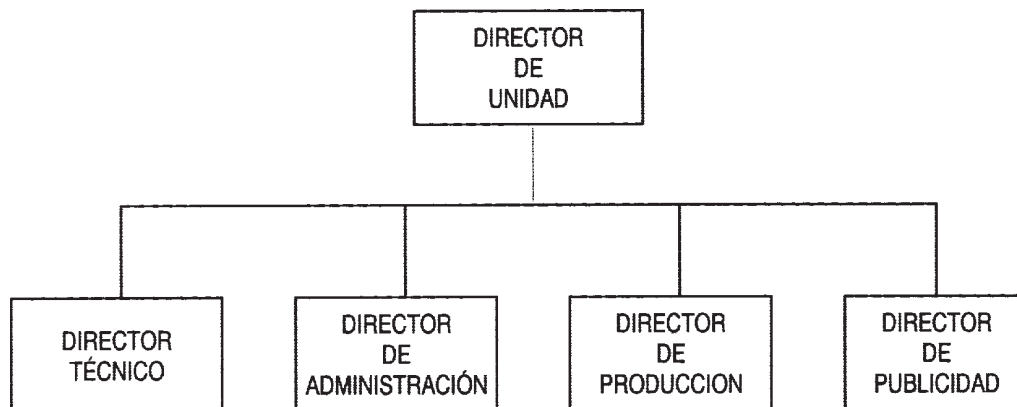 DIRECTOR
DE
UNIDAD
DIRECTOR
TÉCNICO
DIRECTOR
DE
ADMINISTRACIÓN
DIRECTOR
DE
PRODUCCION
DIRECTOR
DE
PUBLICIDAD